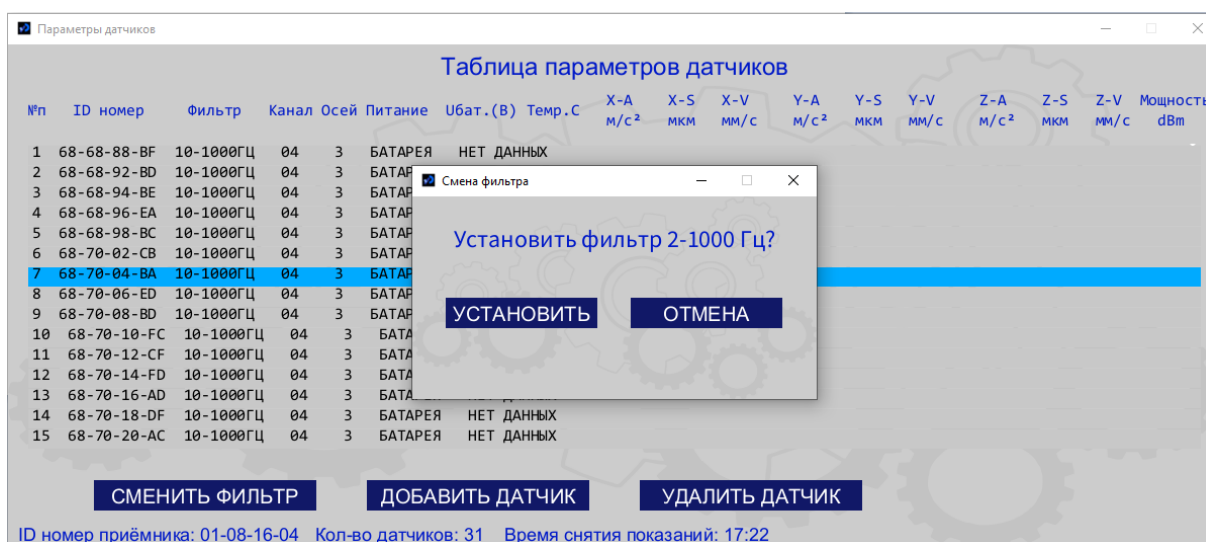 Параметры датчиков
Таблица параметров датчиков
№п ID номер Фильтр Канал Осей Питание Uбат.(В) Темp.С X-A м/с² X-S мкм X-V мм/с Y-A м/с² Y-S мкм Y-V мм/с Z-A м/с² Z-S мкм Z-V мм/с Мощность dBm
1 68-68-88-BF 10-1000ГЦ 04 3 БАТАРЕЯ НЕТ ДАННЫХ
2 68-68-92-BD 10-1000ГЦ 04 3
3 68-68-94-BE 10-1000ГЦ 04 3
4 68-68-96-EA 10-1000ГЦ 04 3
5 68-68-98-BC 10-1000ГЦ 04 3
6 68-70-02-CB 10-1000ГЦ 04 3
7 68-70-04-BA 10-1000ГЦ 04 3
8 68-70-06-ED 10-1000ГЦ 04 3
9 68-70-08-BD 10-1000ГЦ 04 3
10 68-70-10-FC 10-1000ГЦ 04 3
11 68-70-12-CF 10-1000ГЦ 04 3
12 68-70-14-FD 10-1000ГЦ 04 3
13 68-70-16-AD 10-1000ГЦ 04 3
14 68-70-18-DF 10-1000ГЦ 04 3 БАТАРЕЯ НЕТ ДАННЫХ
15 68-70-20-AC 10-1000ГЦ 04 3 БАТАРЕЯ НЕТ ДАННЫХ
Смена фильтра
Установить фильтр 2-1000 Гц?
УСТАНОВИТЬ ОТМЕНА
СМЕНИТЬ ФИЛЬТР ДОБАВИТЬ ДАТЧИК УДАЛИТЬ ДАТЧИК
ID номер приёмника: 01-08-16-04 Кол-во датчиков: 31 Время снятия показаний: 17:22